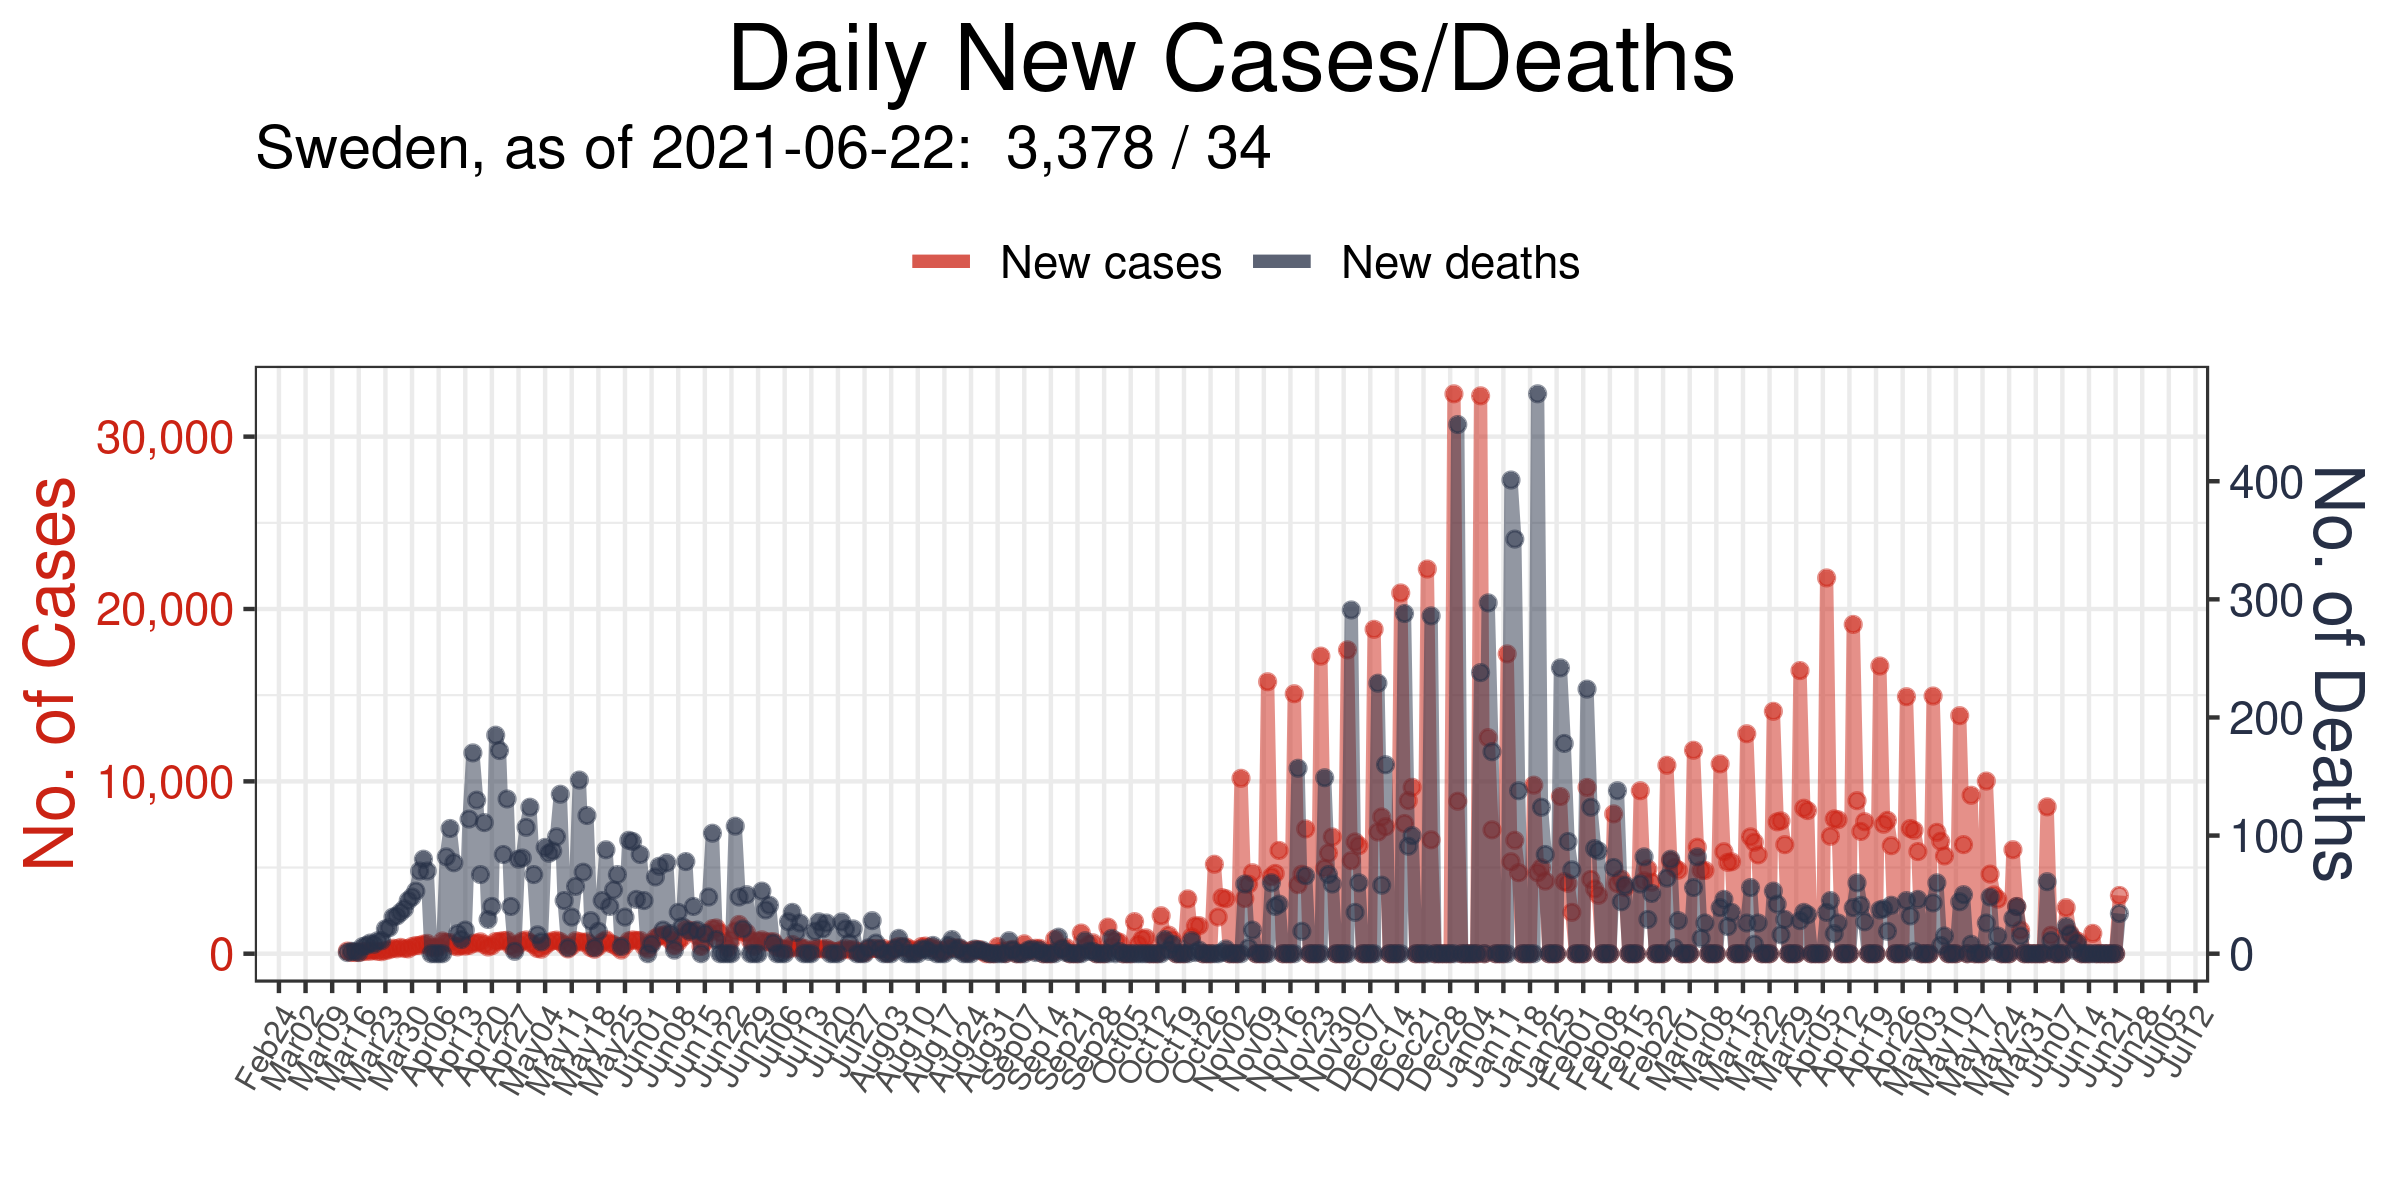 Daily New Cases/Deaths
Sweden, as of 2021-06-22: 3,378 / 34
New cases
New deaths
No. of Cases
30,000
20,000
10,000
0
400
300
200
100
0
No. of Deaths
Feb24
Mar02
Mar09
Mar16
Mar23
Mar30
Apr06
Apr13
Apr20
Apr27
May04
May11
May18
May25
Jun01
Jun08
Jun15
Jun22
Jun29
Jul06
Jul13
Jul20
Jul27
Aug03
Aug10
Aug17
Aug24
Aug31
Sep07
Sep14
Sep21
Sep28
Oct05
Oct12
Oct19
Oct26
Nov02
Nov09
Nov16
Nov23
Nov30
Dec07
Dec14
Dec21
Dec28
Jan04
Jan11
Jan18
Jan25
Feb01
Feb08
Feb15
Feb22
Mar01
Mar08
Mar15
Mar22
Mar29
Apr05
Apr12
Apr19
Apr26
May03
May10
May17
May24
May31
Jun07
Jun14
Jun21
Jun28
Jul05
Jul12